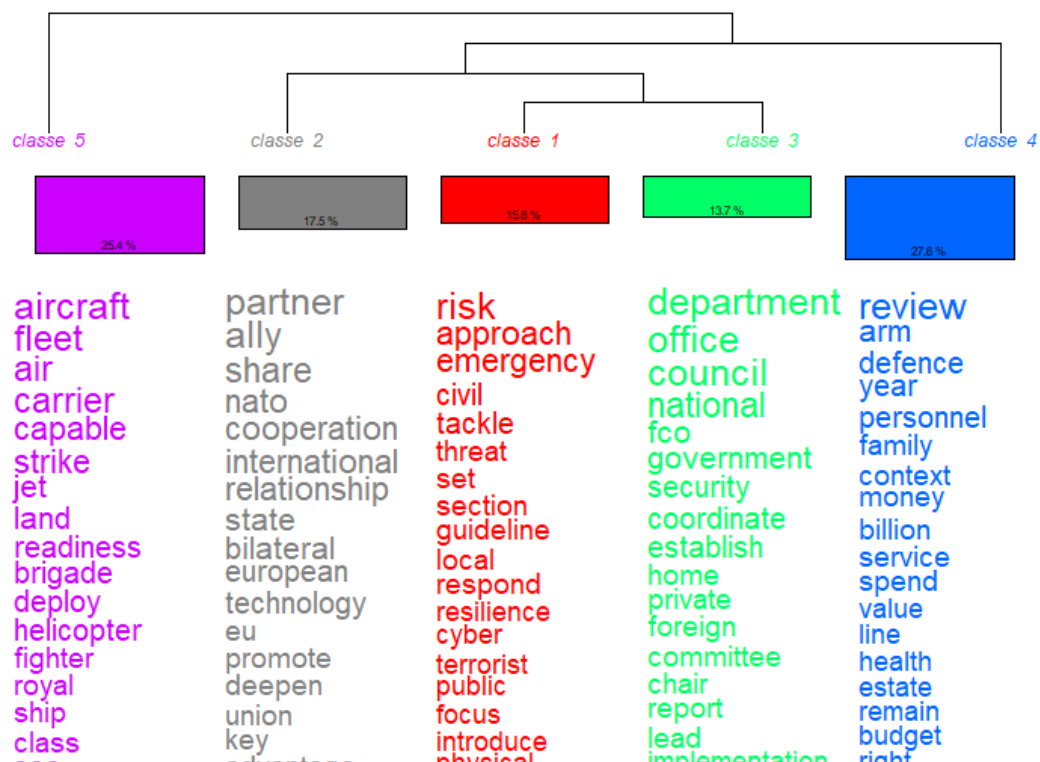 classe 5
classe 2
classe 1
classe 3
classe 4
25.4 %
17.5 %
15.8 %
13.7 %
27.6 %
aircraft
fleet
air
carrier
capable
strike
jet
land
readiness
brigade
deploy
helicopter
fighter
royal
ship
class
partner
ally
share
nato
cooperation
international
relationship
state
bilateral
european
technology
eu
promote
deepen
union
key
advantage
risk
approach
emergency
civil
tackle
threat
set
section
guideline
local
respond
resilience
cyber
terrorist
public
focus
introduce
physical
department
office
council
national
fco
government
security
coordinate
establish
home
private
foreign
committee
chair
report
lead
implementation
review
arm
defence
year
personnel
family
context
money
billion
service
spend
value
line
health
estate
remain
budget
right